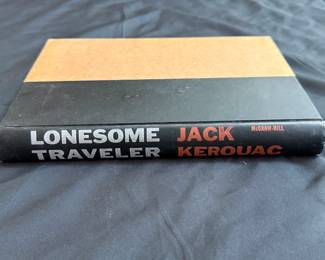 LONESOME JACK McGRAW-HILL
TRAVELER KEROUAC